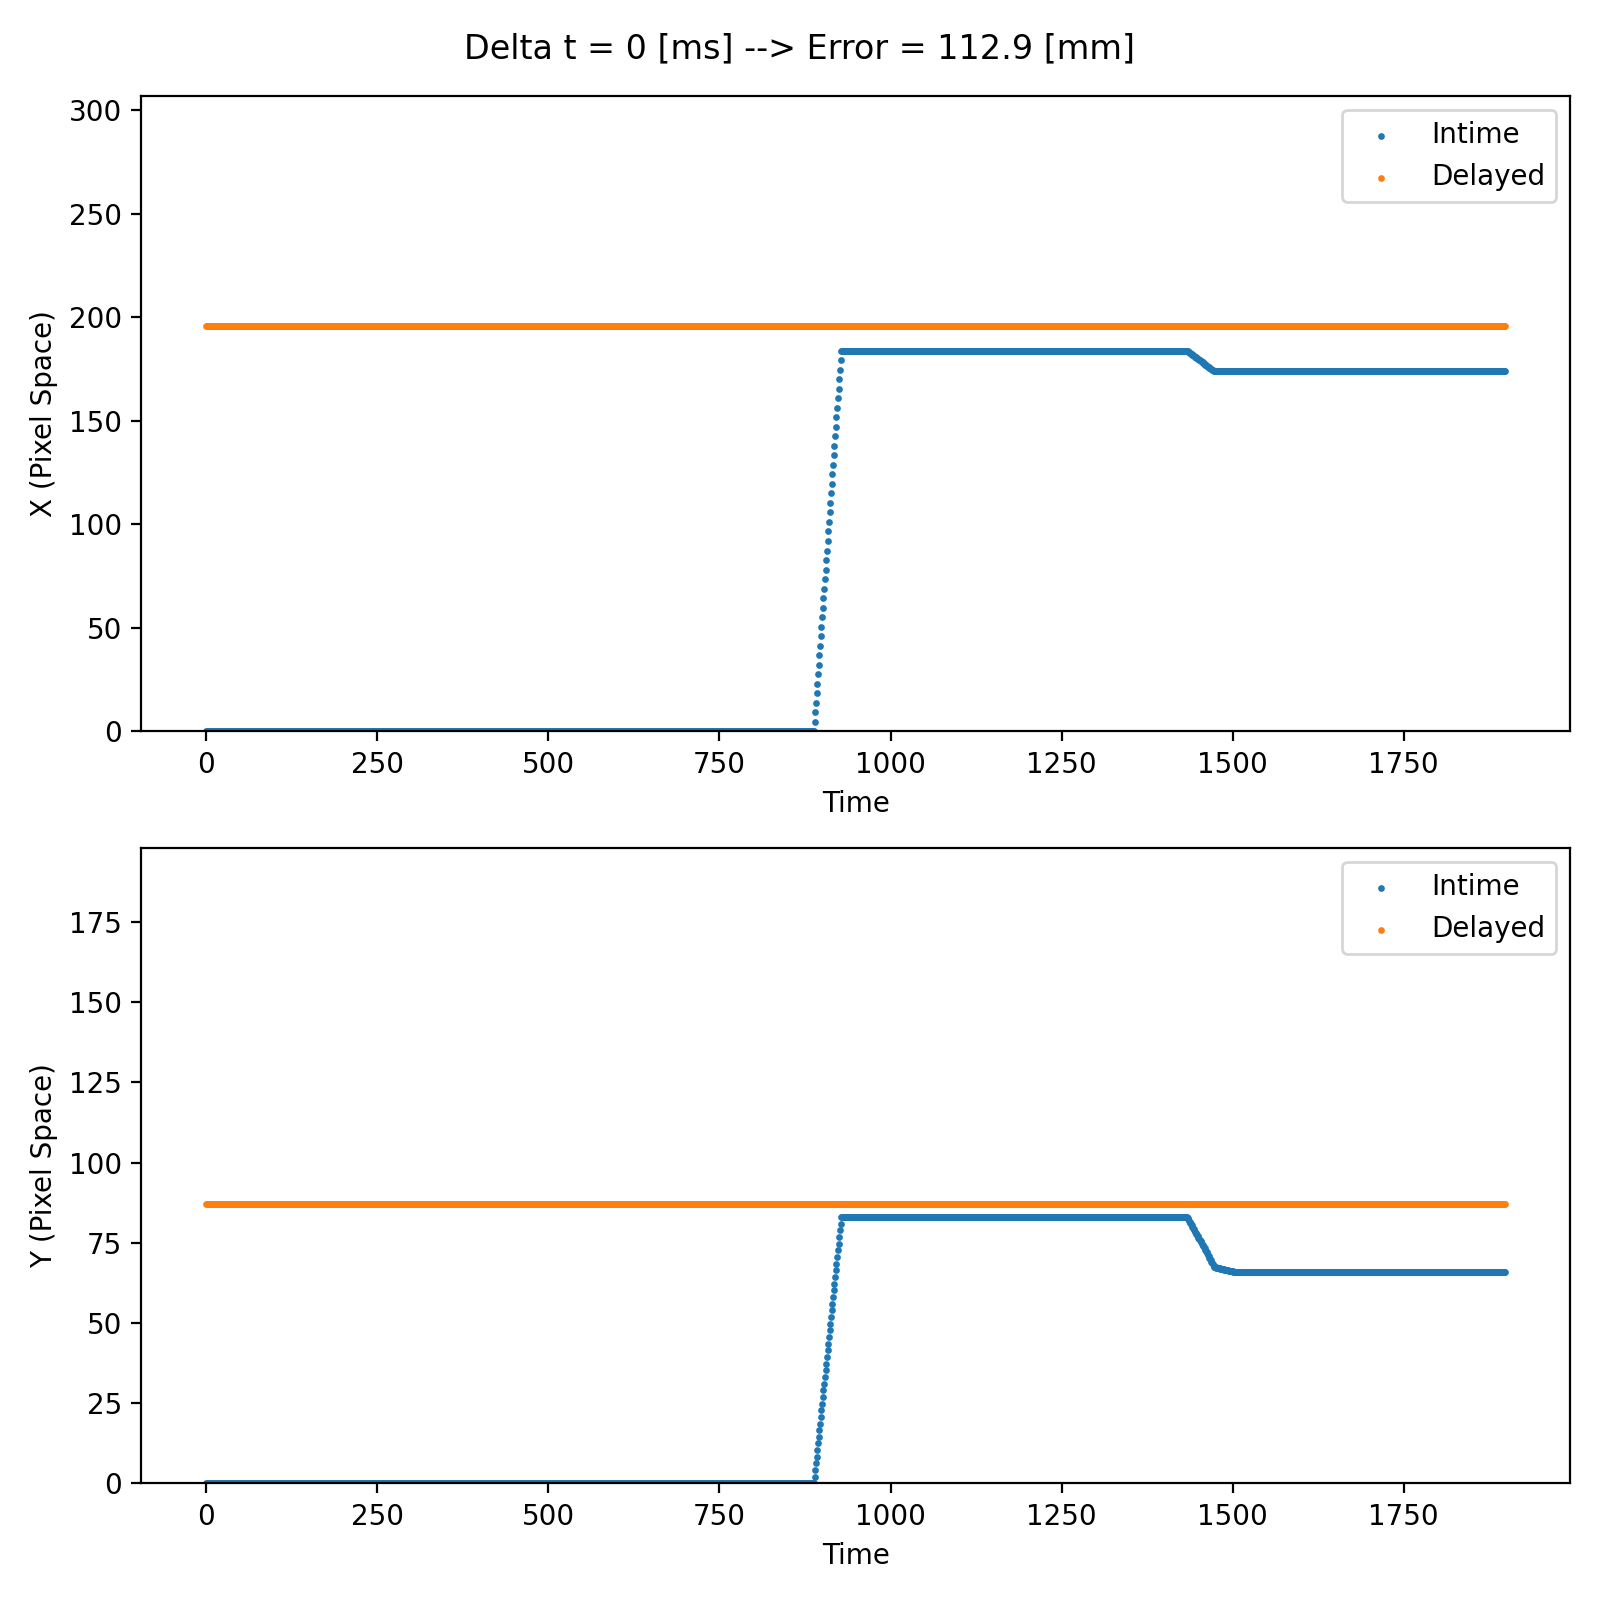 Delta t = 0 [ms] --> Error = 112.9 [mm]
300
250
200
150
100
50
0
X (Pixel Space)
Intime
Delayed
0 250 500 750 1000 1250 1500 1750
Time
175
150
125
100
75
50
25
0
Y (Pixel Space)
Intime
Delayed
0 250 500 750 1000 1250 1500 1750
Time